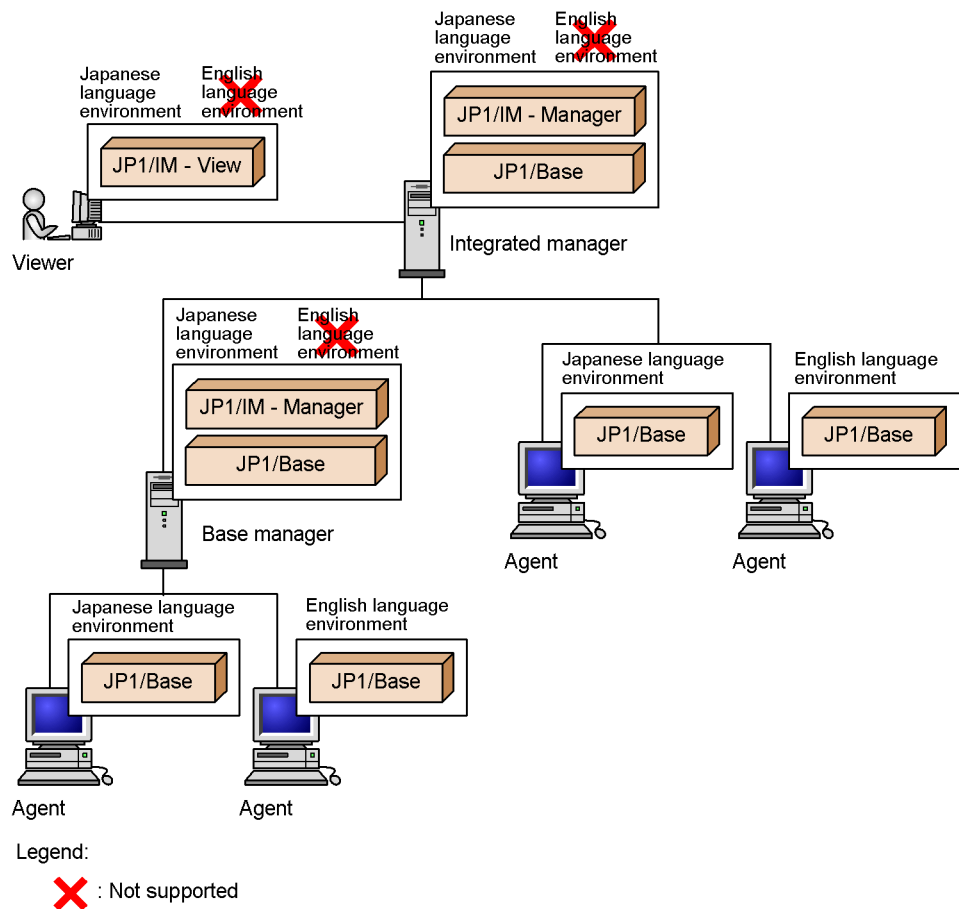 Japanese
language
environment
English
language
environment
JP1/IM - Manager
JP1/Base
Integrated manager
Japanese
language
environment
English
language
environment
JP1/IM - View
Viewer
Japanese
language
environment
English
language
environment
JP1/IM - Manager
JP1/Base
Base manager
Japanese language
environment
JP1/Base
Agent
English language
environment
JP1/Base
Agent
Japanese language
environment
JP1/Base
Agent
English language
environment
JP1/Base
Agent
Legend:
: Not supported